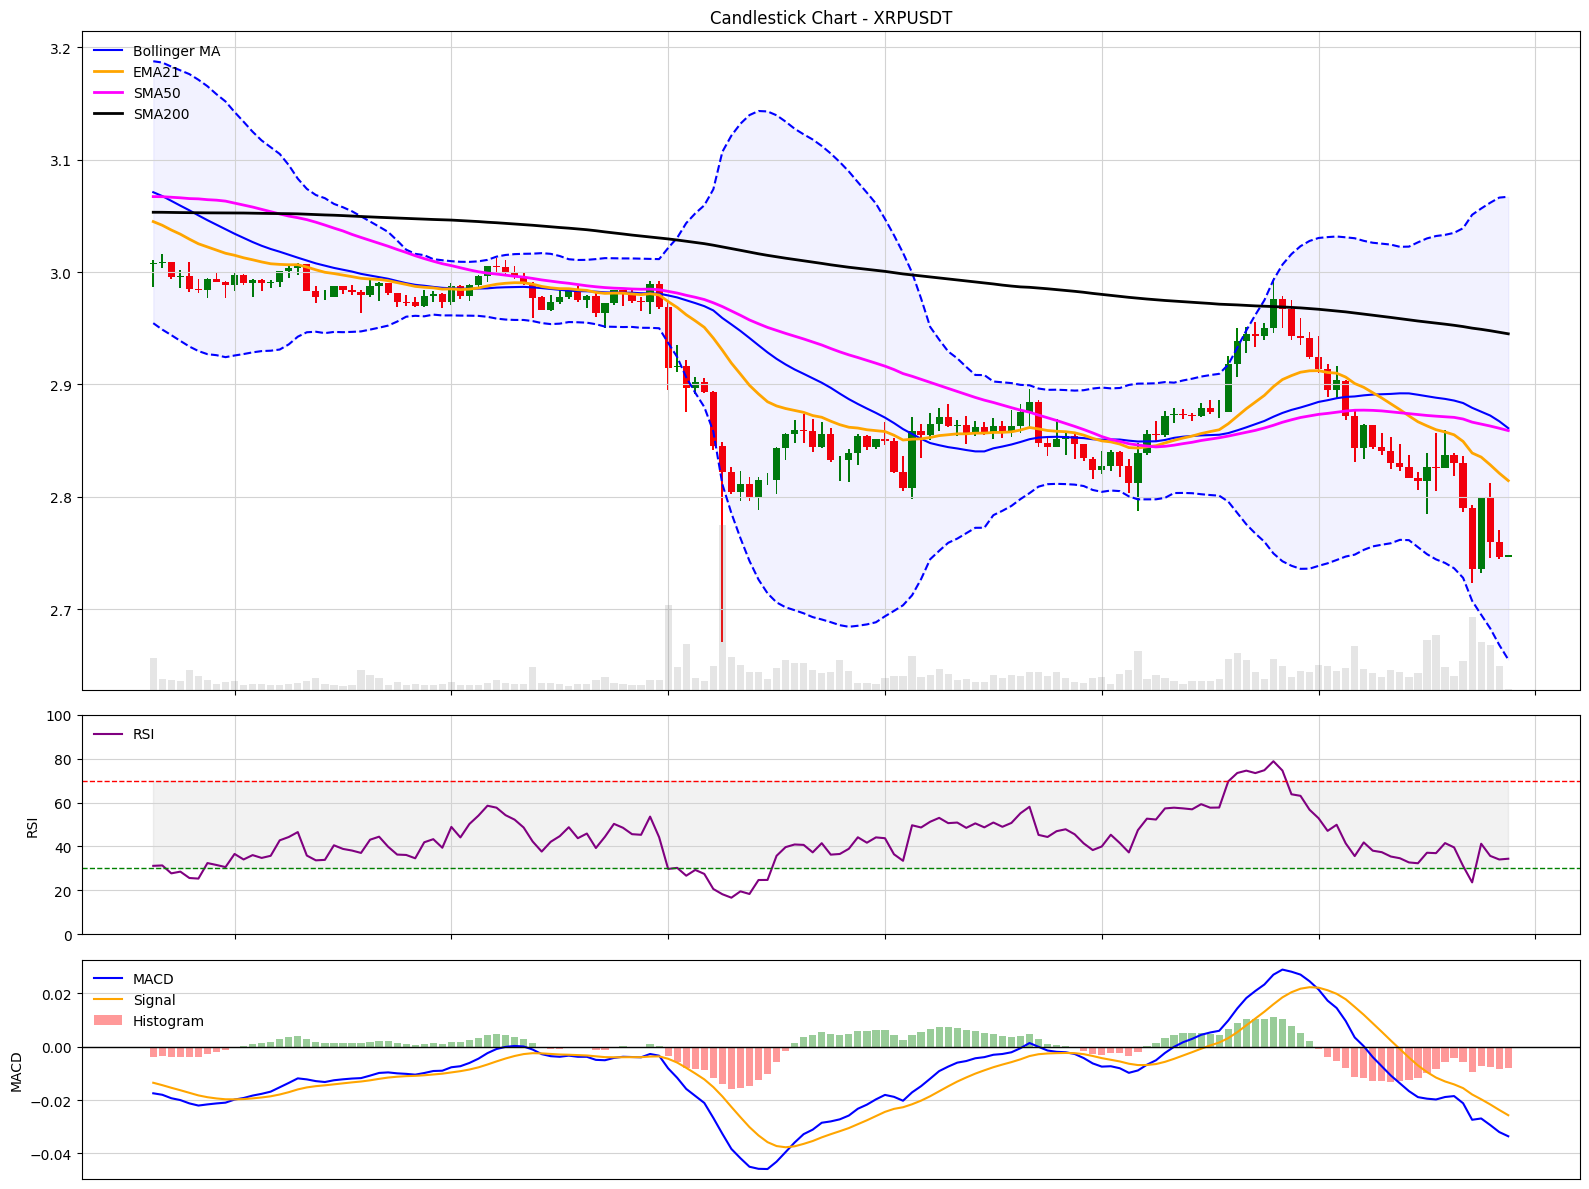 Candlestick Chart - XRPUSDT
Bollinger MA
EMA21
SMA50
SMA200
3.2
3.1
3.0
2.9
2.8
2.7
RSI
RSI
100
80
60
40
20
0
MACD
Signal
Histogram
MACD
0.02
0.00
−0.02
−0.04